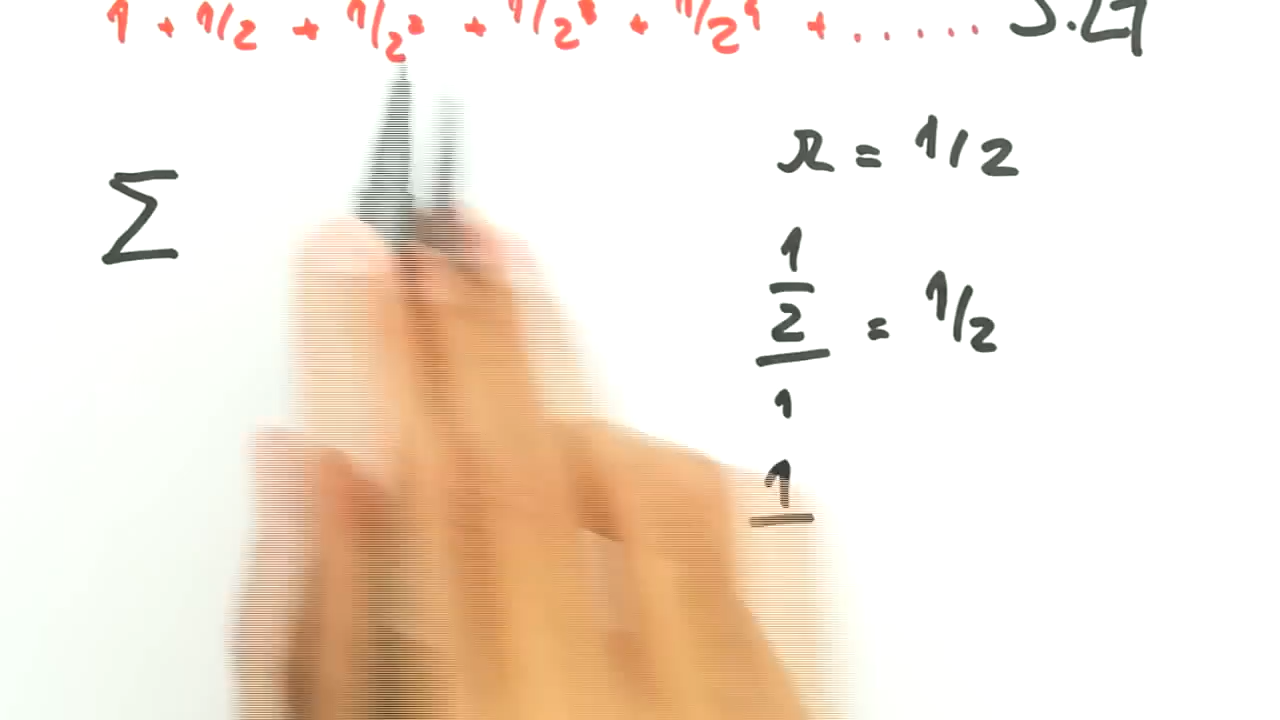 1 + 1/2 + 1/2² + 1/2³ + 1/2⁴ + .....
Σ
r = 1/2
1
2
1
= 1/2
1